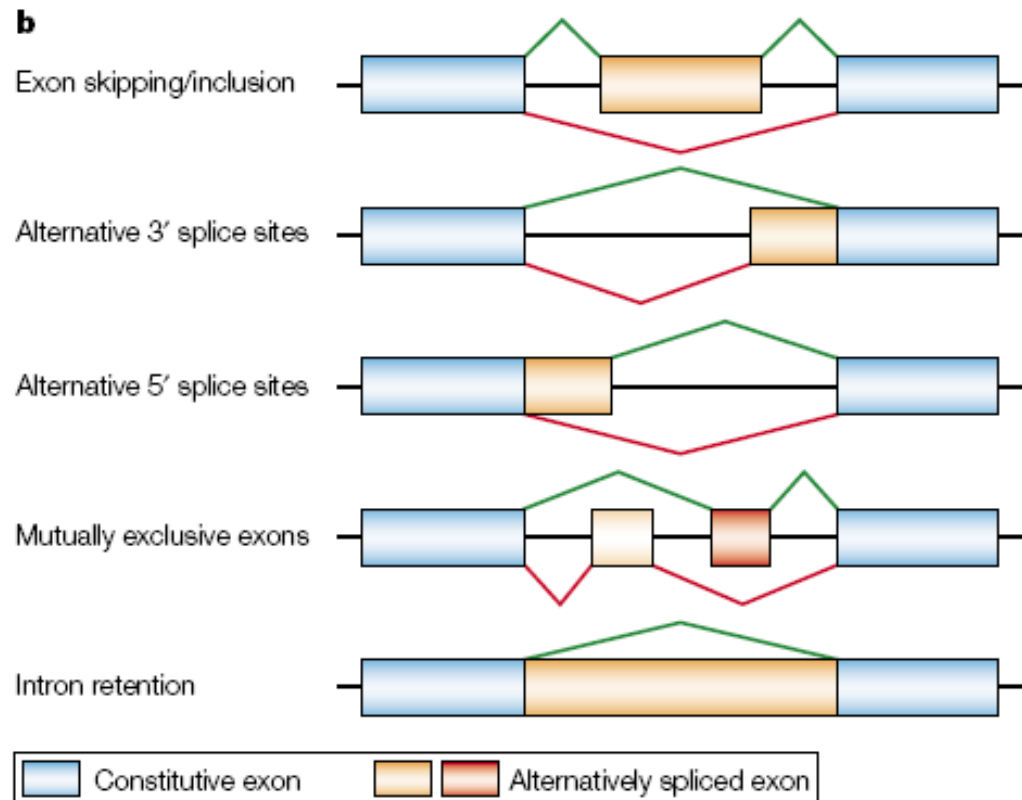 b
Exon skipping/inclusion
Alternative 3′ splice sites
Alternative 5′ splice sites
Mutually exclusive exons
Intron retention
Constitutive exon
Alternatively spliced exon